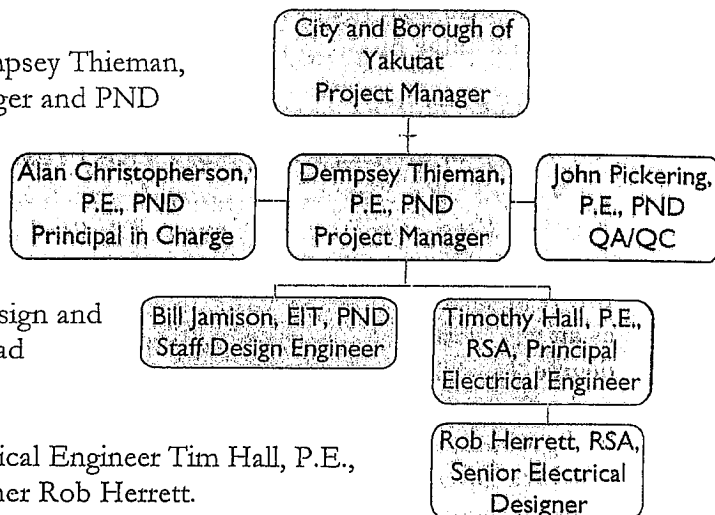 City and Borough of
Yakutat
Project Manager
mpsey Thieman,
ger and PND
Alan Christopherson,
P.E., PND
Principal in Charge
Dempsey Thieman,
P.E., PND
Project Manager
John Pickering,
P.E., PND
QA/QC
sign and
ad
Bill Jamison, EIT, PND
Staff Design Engineer
Timothy Hall, P.E.,
RSA, Principal
Electrical Engineer
ical Engineer Tim Hall, P.E.,
ner Rob Herrett.
Rob Herrett, RSA,
Senior Electrical
Designer